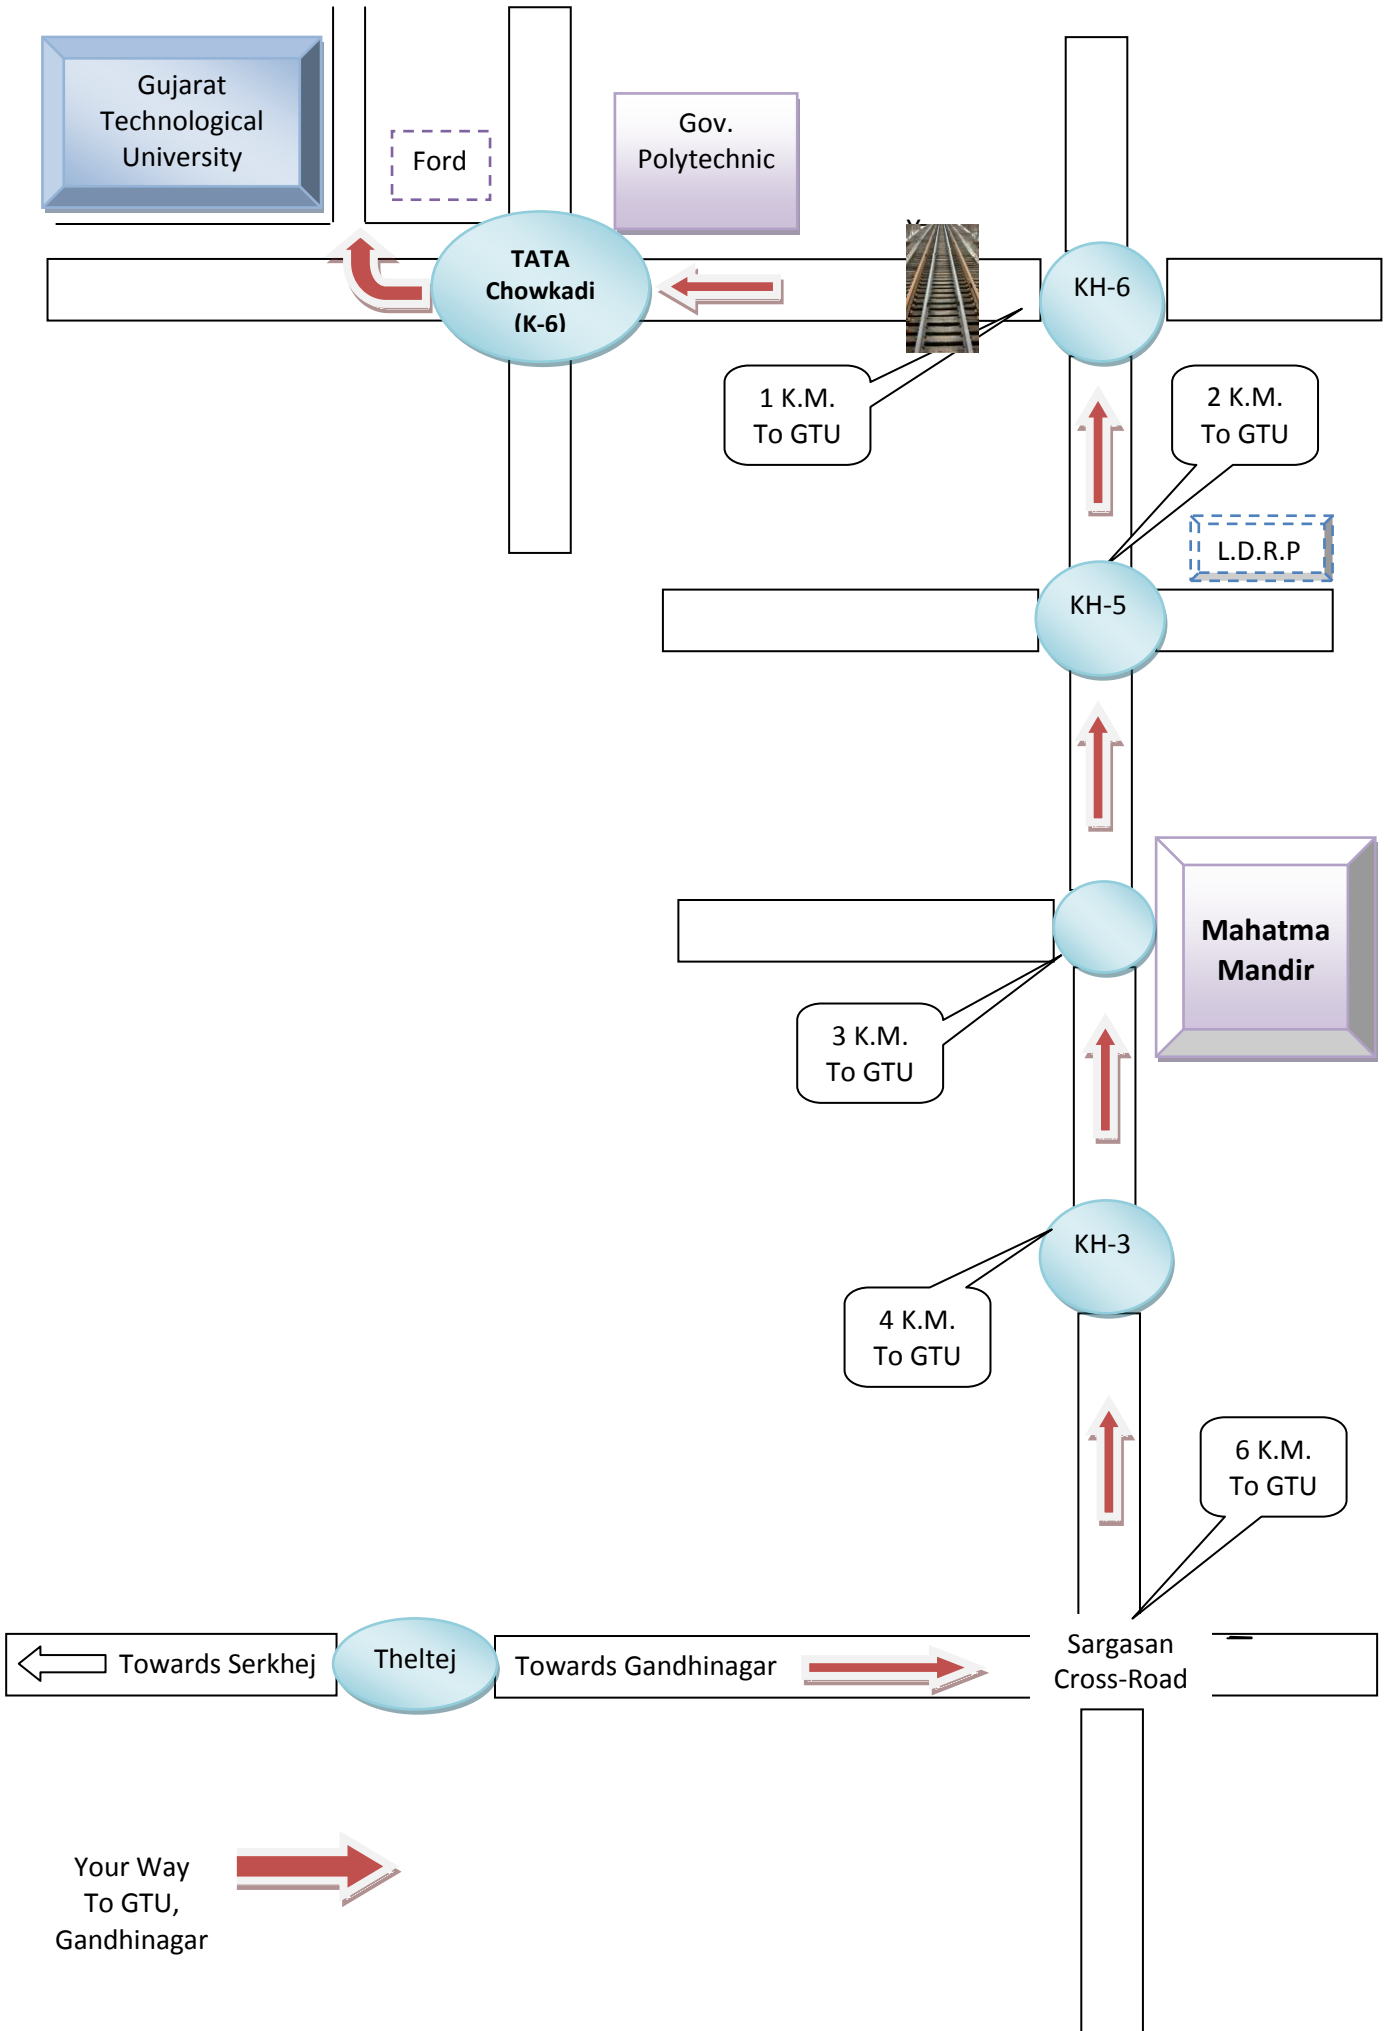 Gujarat
Technological
University
Ford
Gov.
Polytechnic
TATA
Chowkadi
(K-6)
KH-6
1 K.M.
To GTU
2 K.M.
To GTU
L.D.R.P
KH-5
Mahatma
Mandir
3 K.M.
To GTU
KH-3
4 K.M.
To GTU
6 K.M.
To GTU
Towards Serkhej
Theltej
Towards Gandhinagar
Sargasan
Cross-Road
Your Way
To GTU,
Gandhinagar